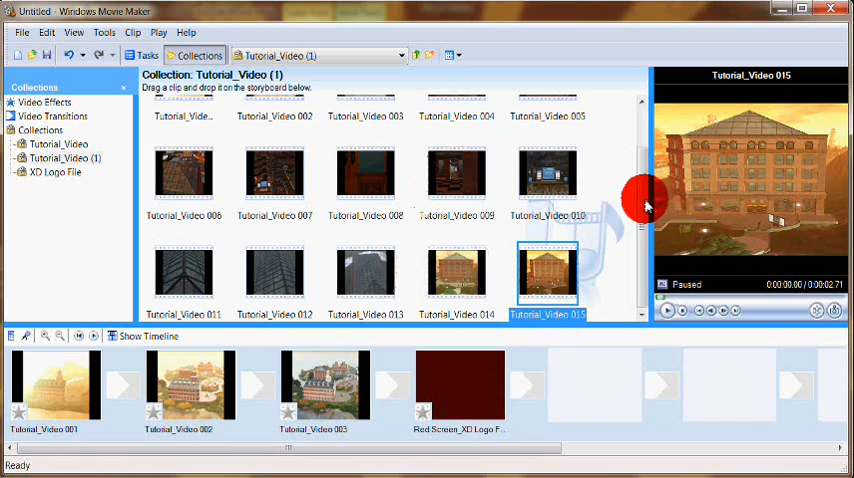 Untitled - Windows Movie Maker
File Edit View Tools Clip Play Help
Tasks Collections Tutorial_Video (1)
Collections
Video Effects
Video Transitions
Collections
Tutorial_Video
Tutorial_Video (1)
XD Logo File
Collection: Tutorial_Video (1)
Drag a clip and drop it on the storyboard below.
Tutorial_Vide... Tutorial_Video 002 Tutorial_Video 003 Tutorial_Video 004 Tutorial_Video 005
Tutorial_Video 006 Tutorial_Video 007 Tutorial_Video 008 Tutorial_Video 009 Tutorial_Video 010
Tutorial_Video 011 Tutorial_Video 012 Tutorial_Video 013 Tutorial_Video 014 Tutorial_Video 015
Tutorial_Video 015
Paused 0:00:00.00 / 0:00:02.71
Show Timeline
Tutorial_Video 001 Tutorial_Video 002 Tutorial_Video 003 Red Screen_XD Logo F...
Ready